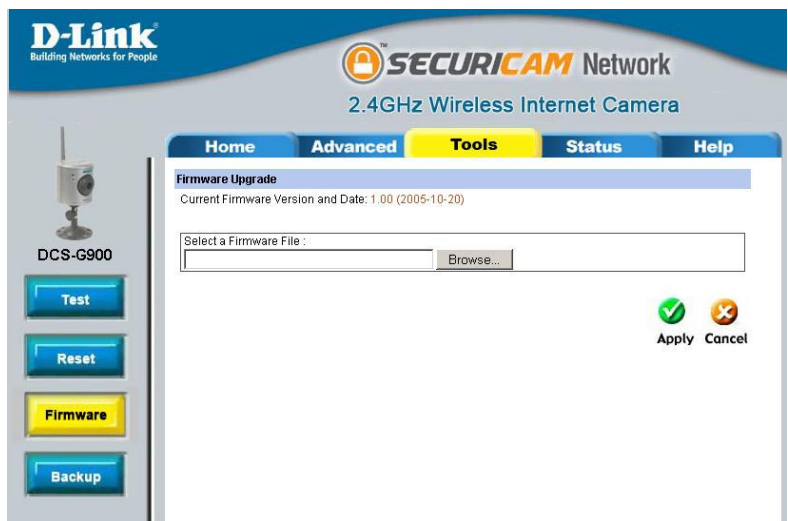 D-Link
Building Networks for People
SECURICAM Network
2.4GHz Wireless Internet Camera
Home Advanced Tools Status Help
Firmware Upgrade
Current Firmware Version and Date: 1.00 (2005-10-20)
Select a Firmware File :
Browse...
DCS-G900
Test
Reset
Firmware
Backup
Apply Cancel